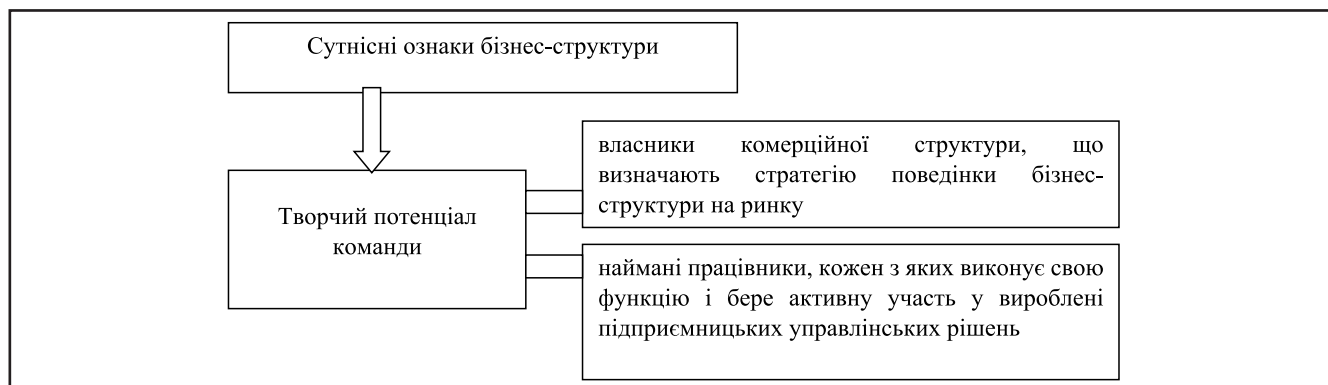 Сутнісні ознаки бізнес-структури
Творчий потенціал
команди
власники комерційної структури, що
визначають стратегію поведінки бізнес-
структури на ринку
наймані працівники, кожен з яких виконує свою
функцію і бере активну участь у вироблені
підприємницьких управлінських рішень